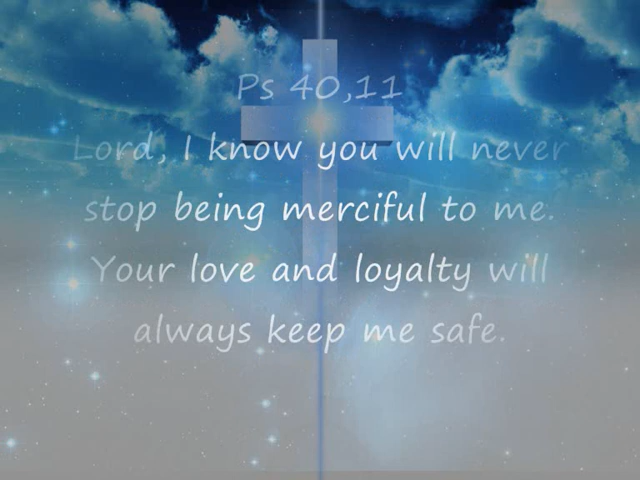 Ps 40,11
Lord, I know you will never
stop being merciful to me.
Your love and loyalty will
always keep me safe.